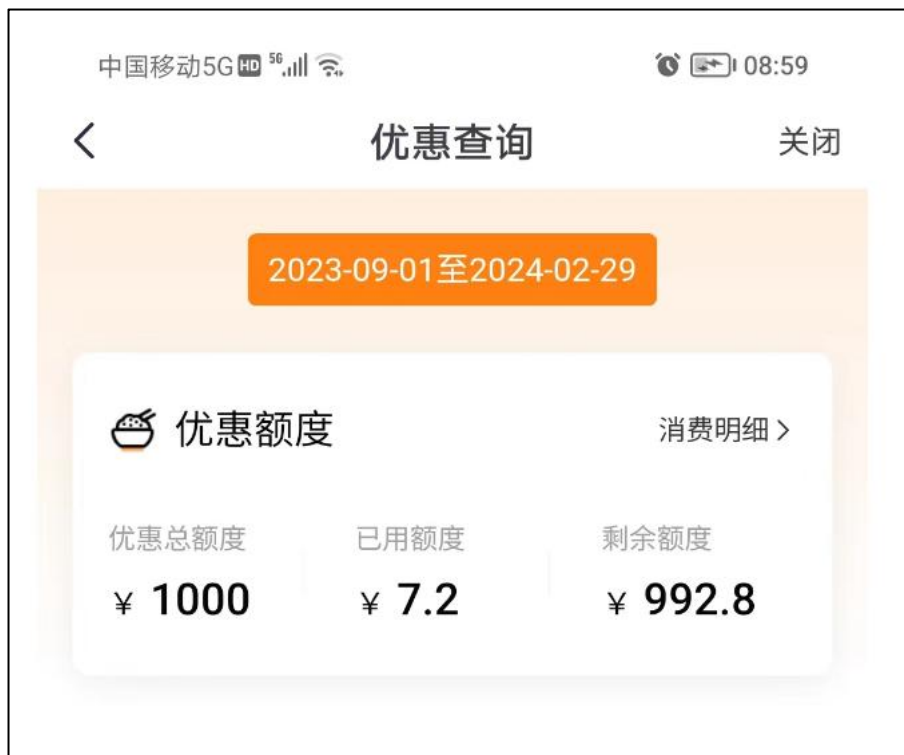 中国移动5G HD 5G 08:59
优惠查询 关闭
2023-09-01至2024-02-29
优惠额度 消费明细
优惠总额度 已用额度 剩余额度
¥ 1000 ¥ 7.2 ¥ 992.8